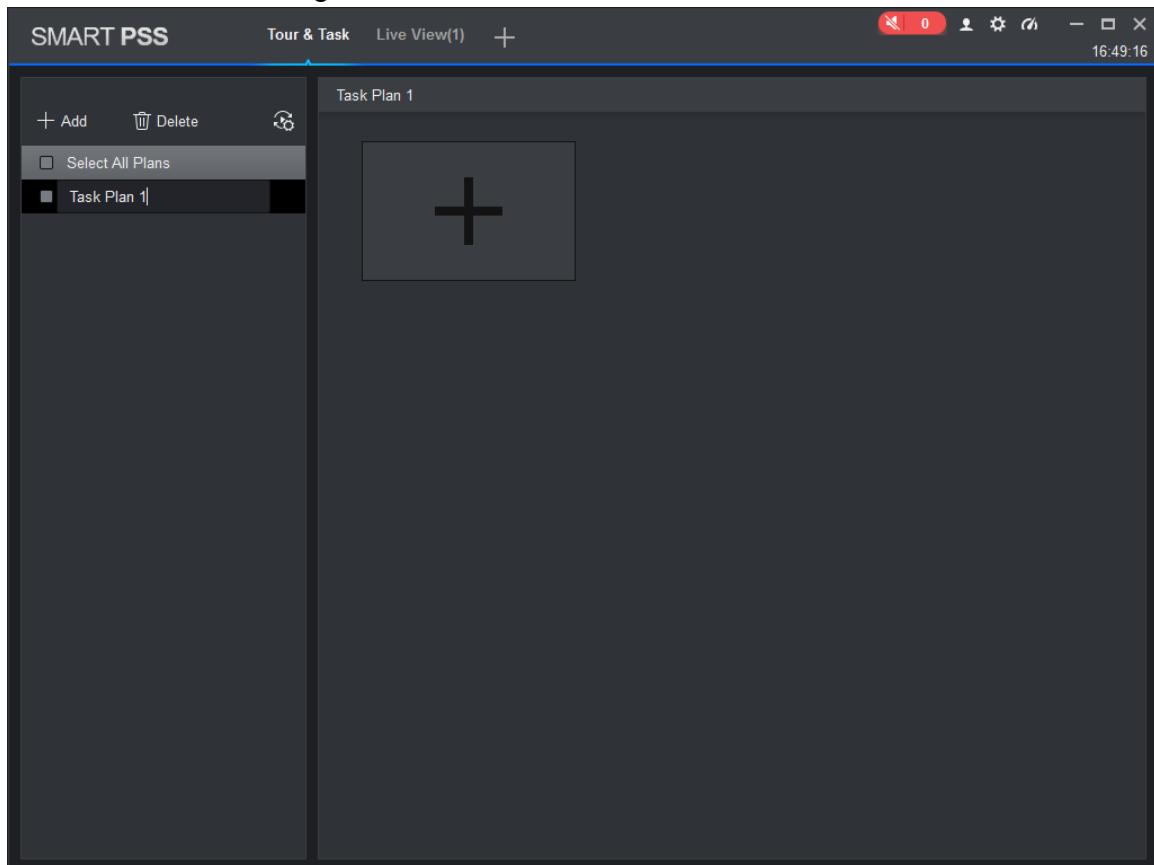 SMART PSS
Tour & Task
Live View(1)
0
16:49:16
Add
Delete
Select All Plans
Task Plan 1
Task Plan 1